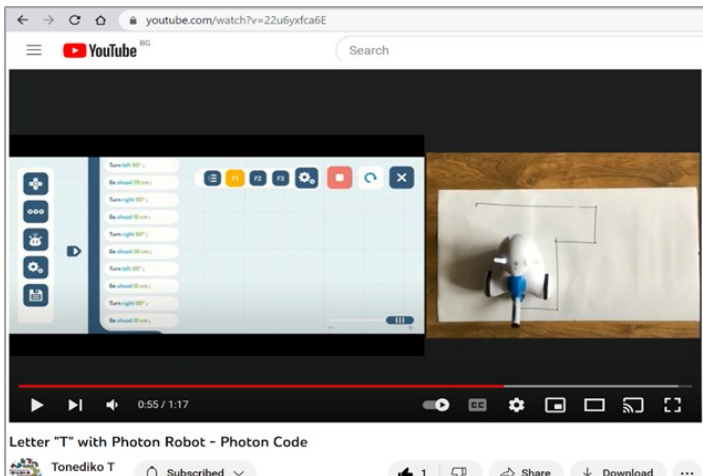 youtube.com/watch?v=22u6yxfca6E
YouTube BG
Search
Turn left 90°;
Go ahead 20 cm;
Turn right 90°;
Go ahead 10 cm;
Turn right 90°;
Go ahead 20 cm;
Turn left 90°;
Go ahead 10 cm;
Turn right 90°;
Go ahead 10 cm;
F1 F2 F3
0:55 / 1:17
CC
Letter "T" with Photon Robot - Photon Code
Tonediko T
Subscribed
1
Share
Download